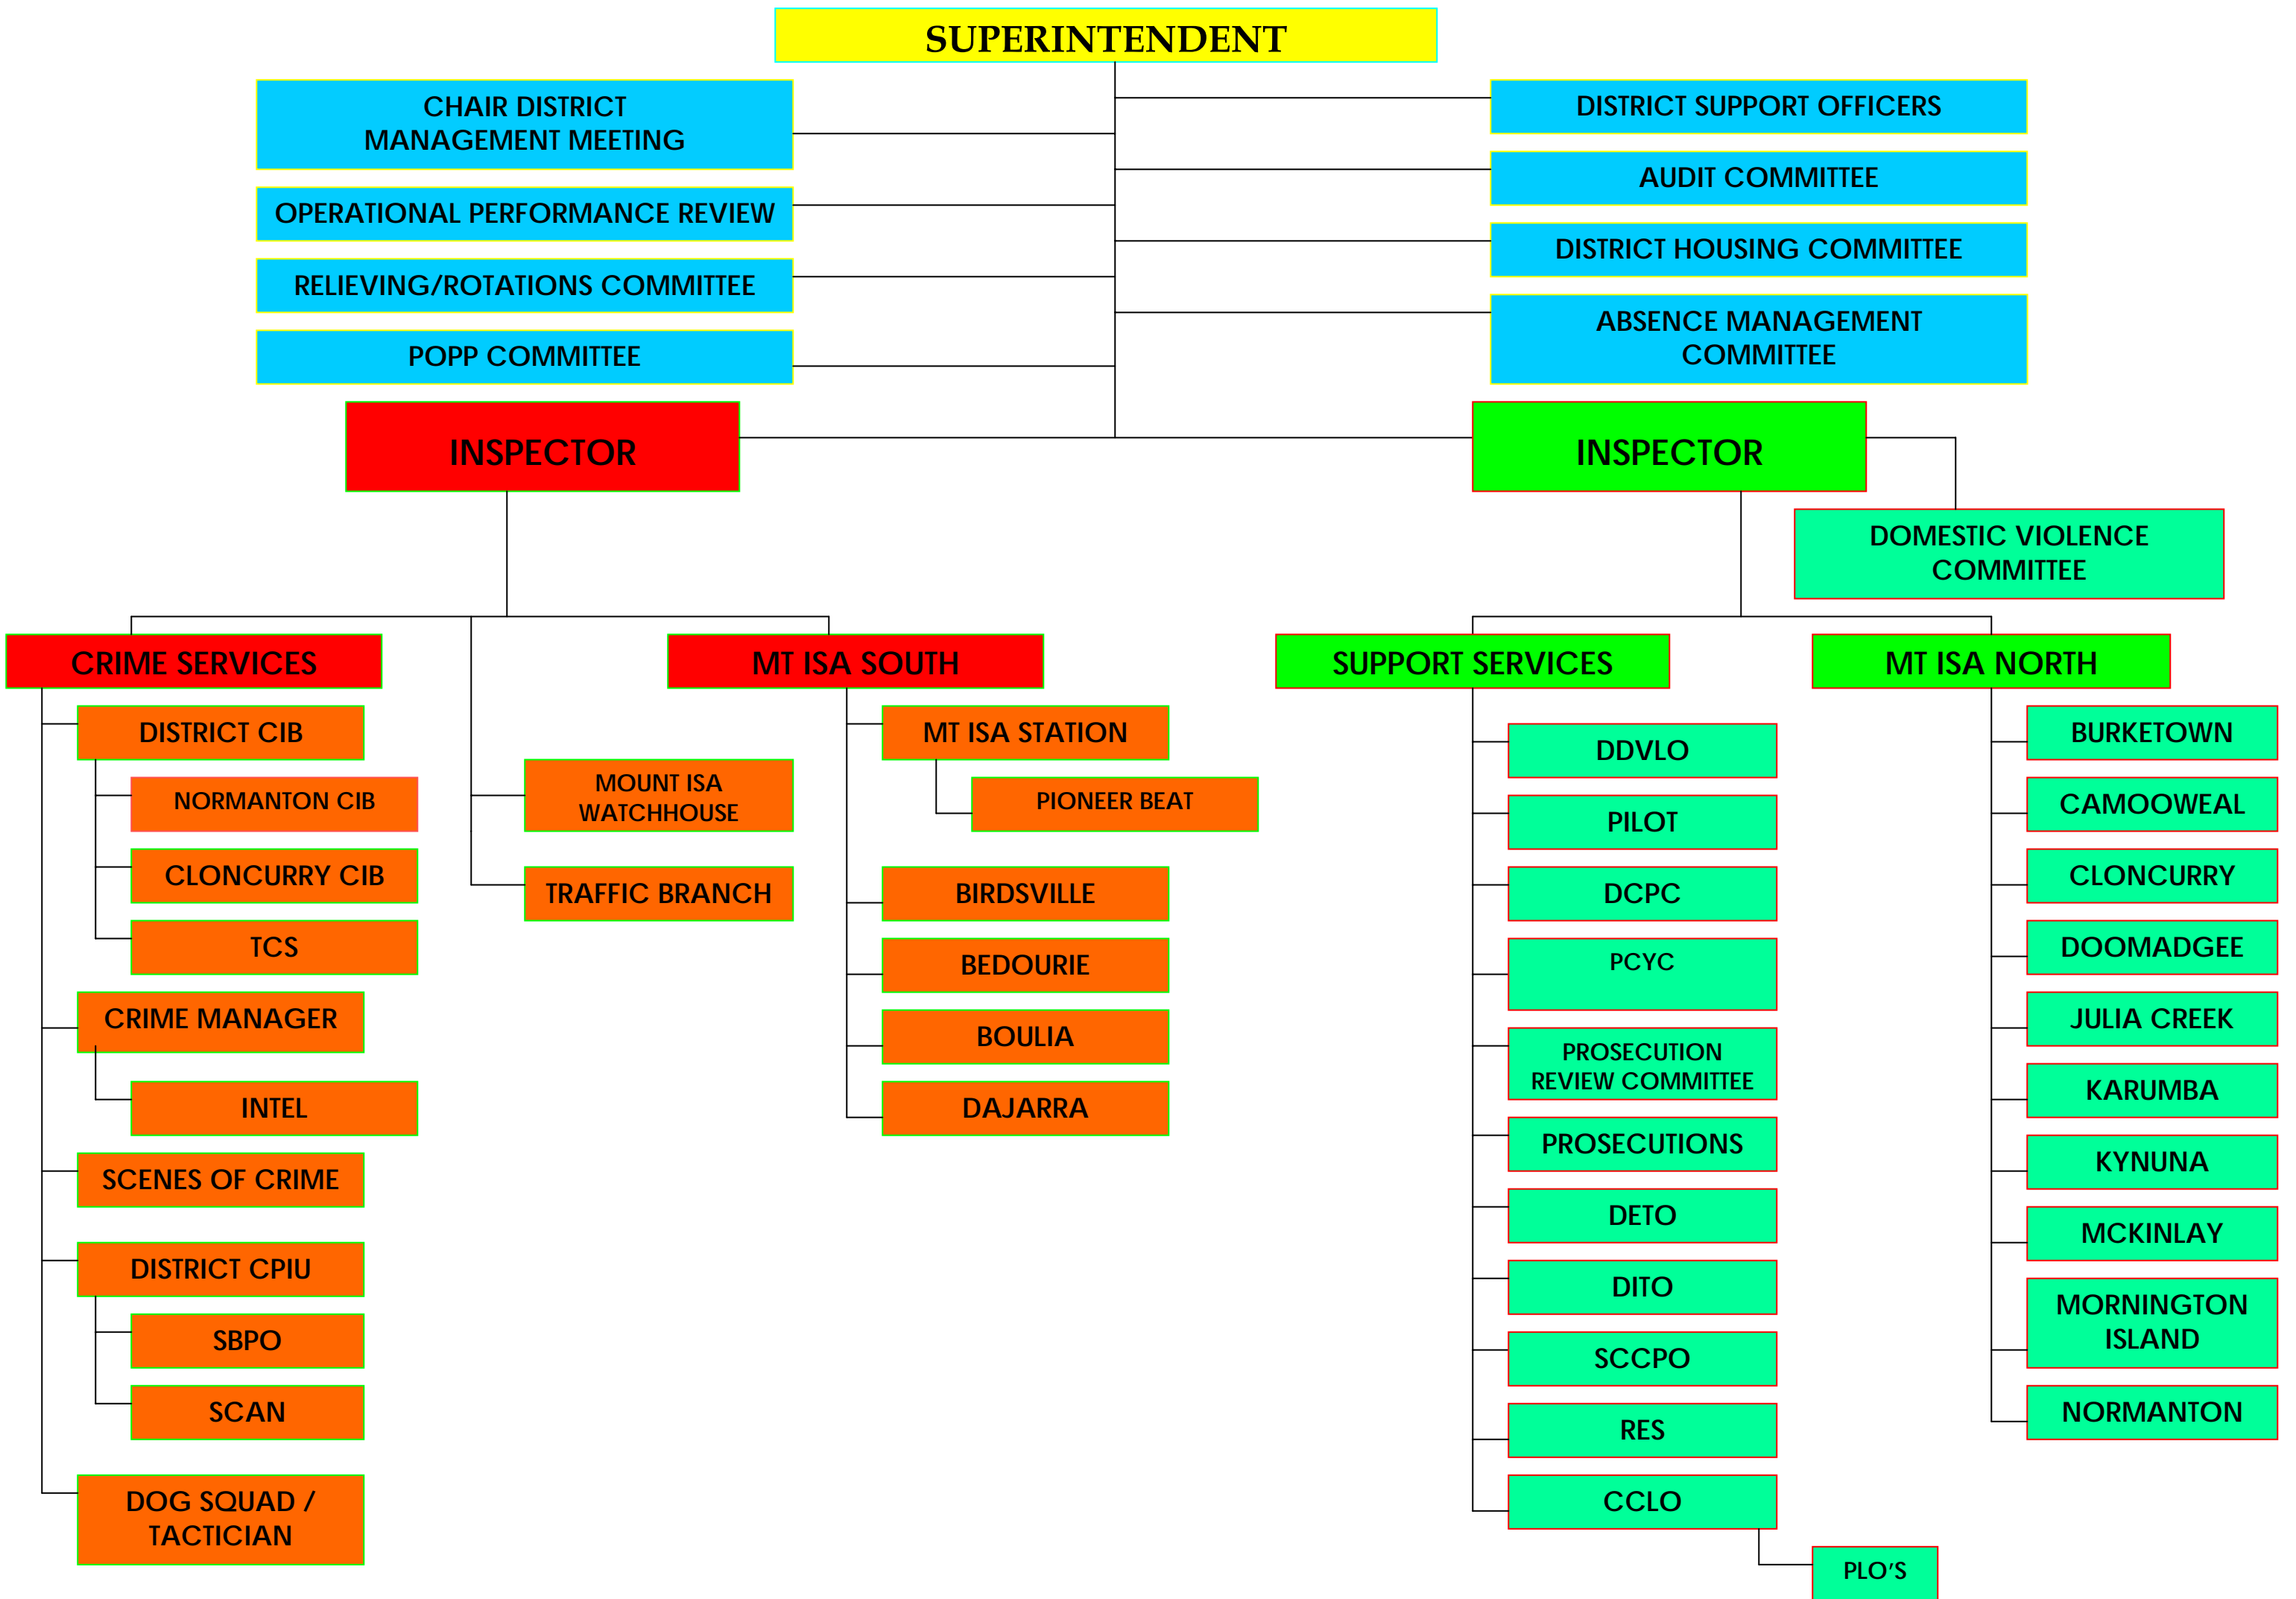 SUPERINTENDENT
CHAIR DISTRICT
MANAGEMENT MEETING
OPERATIONAL PERFORMANCE REVIEW
RELIEVING/ROTATIONS COMMITTEE
POPP COMMITTEE
DISTRICT SUPPORT OFFICERS
AUDIT COMMITTEE
DISTRICT HOUSING COMMITTEE
ABSENCE MANAGEMENT
COMMITTEE
INSPECTOR
INSPECTOR
DOMESTIC VIOLENCE
COMMITTEE
CRIME SERVICES
DISTRICT CIB
NORMANTON CIB
CLONCURRY CIB
TCS
CRIME MANAGER
INTEL
SCENES OF CRIME
DISTRICT CPIU
SBPO
SCAN
DOG SQUAD /
TACTICIAN
MOUNT ISA
WATCHHOUSE
TRAFFIC BRANCH
MT ISA SOUTH
MT ISA STATION
PIONEER BEAT
BIRDSVILLE
BEDOURIE
BOULIA
DAJARRA
SUPPORT SERVICES
DDVLO
PILOT
DCPC
PCYC
PROSECUTION
REVIEW COMMITTEE
PROSECUTIONS
DETO
DITO
SCCPO
RES
CCLO
PLO'S
MT ISA NORTH
BURKETOWN
CAMOOWEAL
CLONCURRY
DOOMADGEE
JULIA CREEK
KARUMBA
KYNUNA
MCKINLAY
MORNINGTON
ISLAND
NORMANTON